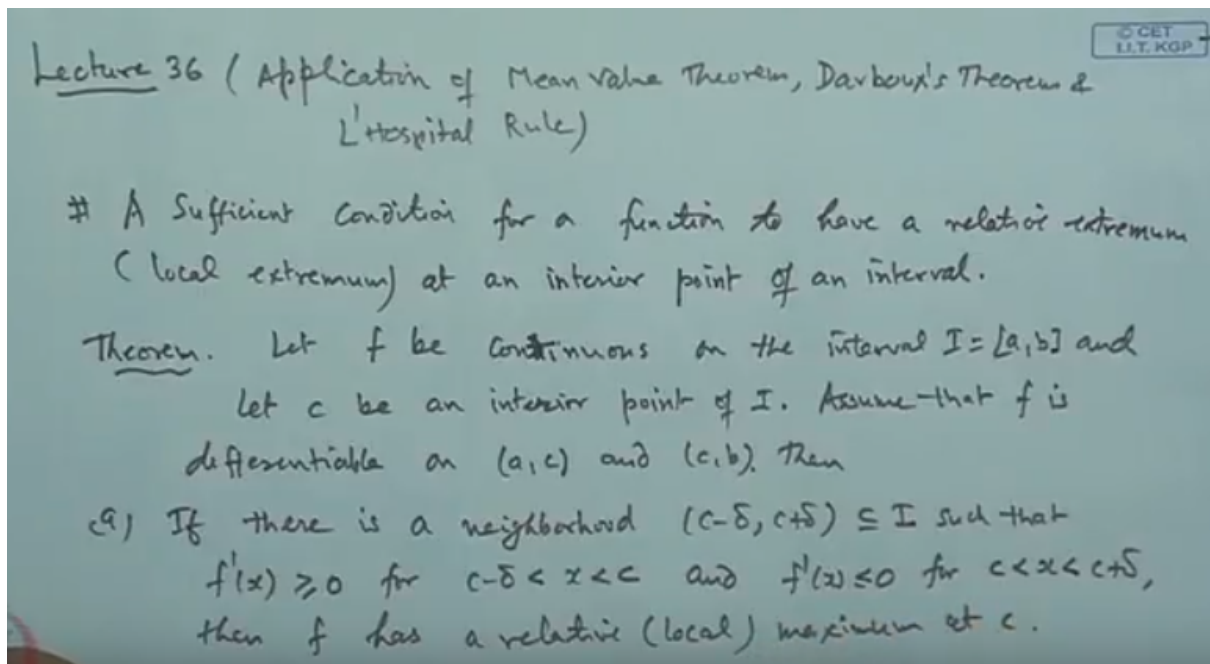 © CET
I.I.T. KGP
Lecture 36 ( Application of Mean Value Theorem, Darboux's Theorem &
L'Hospital Rule)
# A Sufficient Condition for a function to have a relative extremum
( local extremum) at an interior point of an interval.
Theorem. Let f be continuous on the interval I = [a,b] and
Let c be an interior point of I. Assume that f is
differentiable on (a,c) and (c,b). Then
(a) If there is a neighborhood (c-δ, c+δ) ⊆ I such that
f'(x) ⩾ 0 for c-δ < x < c and f'(x) ≤ 0 for c < x < c+δ,
then f has a relative (local) maximum at c.